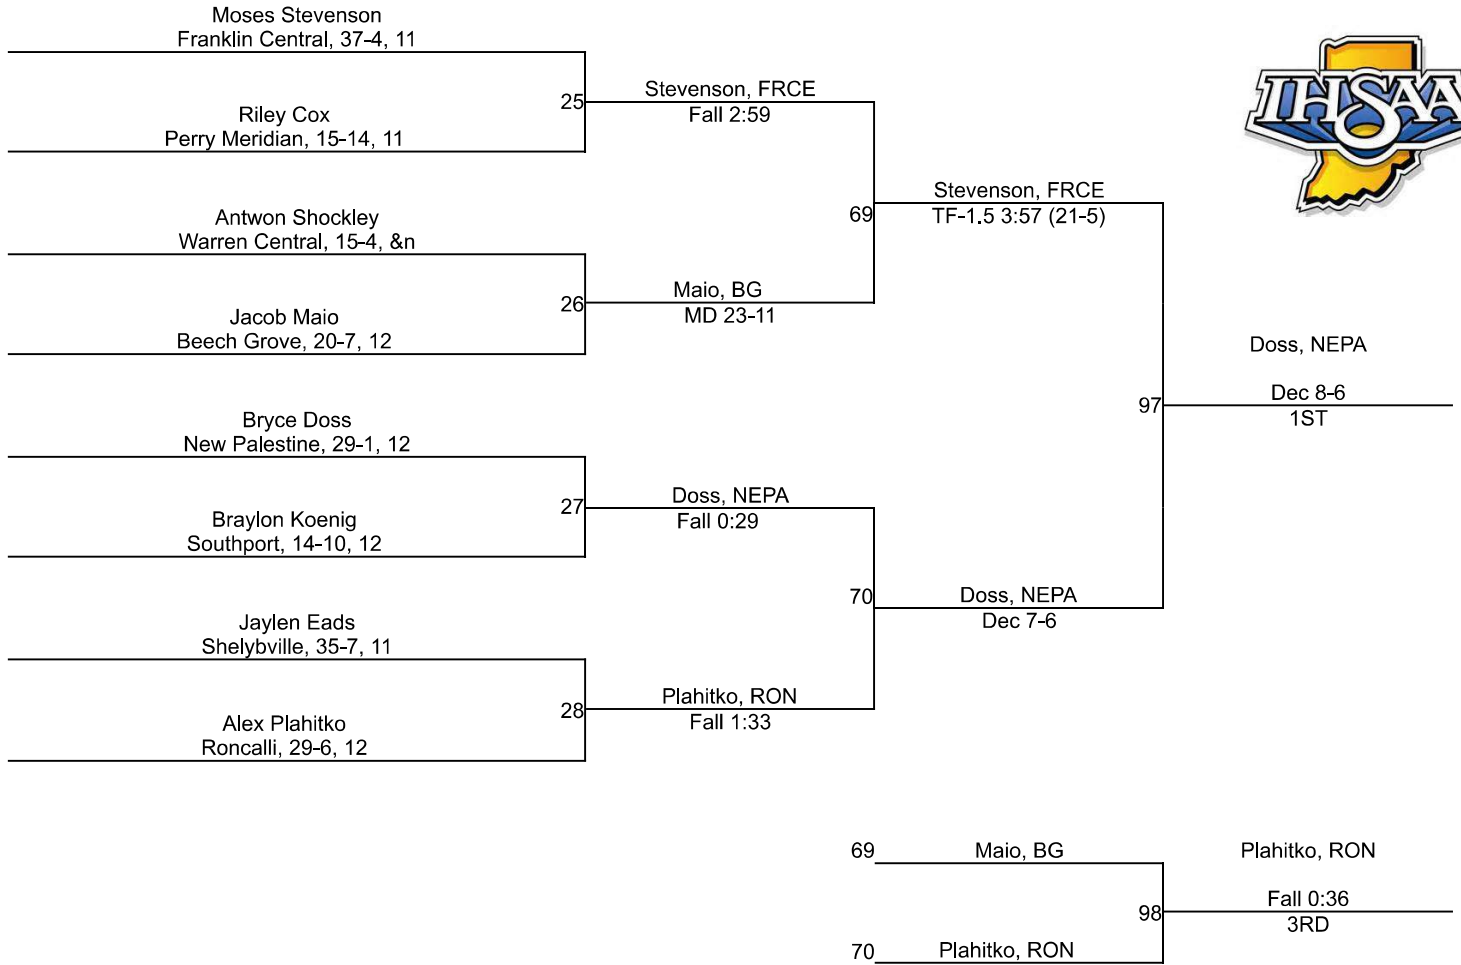 Moses Stevenson
Franklin Central, 37-4, 11
Riley Cox
Perry Meridian, 15-14, 11
Antwon Shockley
Warren Central, 15-4, &n
Jacob Maio
Beech Grove, 20-7, 12
Bryce Doss
New Palestine, 29-1, 12
Braylon Koenig
Southport, 14-10, 12
Jaylen Eads
Shelybville, 35-7, 11
Alex Plahitko
Roncalli, 29-6, 12
25
Stevenson, FRCE
Fall 2:59
26
Maio, BG
MD 23-11
27
Doss, NEPA
Fall 0:29
28
Plahitko, RON
Fall 1:33
69
Stevenson, FRCE
TF-1.5 3:57 (21-5)
70
Doss, NEPA
Dec 7-6
IHSAA
97
Doss, NEPA
Dec 8-6
1ST
69
Maio, BG
70
Plahitko, RON
98
Plahitko, RON
Fall 0:36
3RD